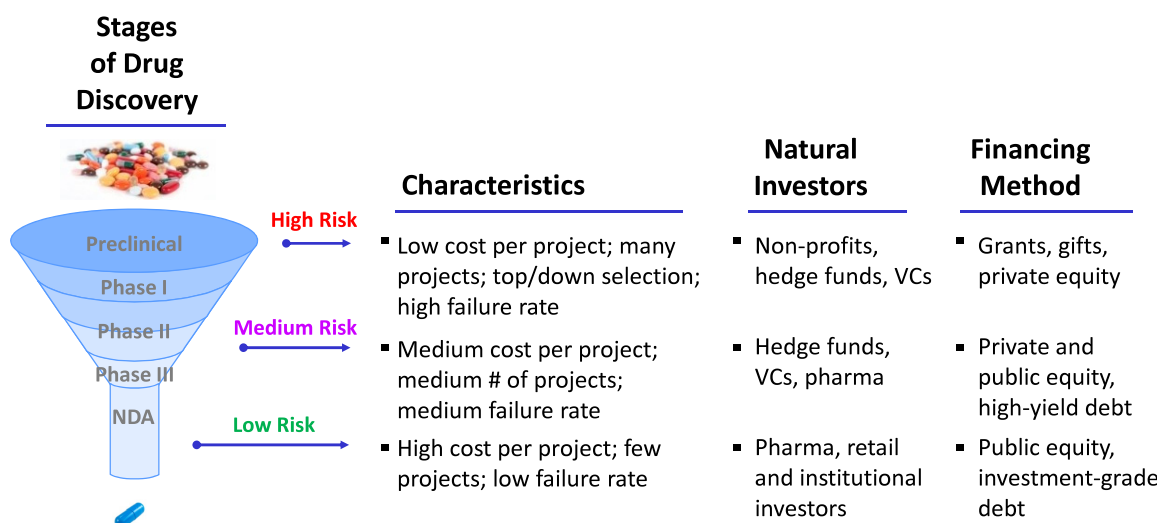 Stages
of Drug
Discovery
Natural
Investors
Financing
Method
Characteristics
High Risk
Preclinical
Phase I
Phase II
Phase III
NDA
▪ Low cost per project; many
projects; top/down selection;
high failure rate
▪ Non-profits,
hedge funds, VCs
▪ Grants, gifts,
private equity
Medium Risk
▪ Medium cost per project;
medium # of projects;
medium failure rate
▪ Hedge funds,
VCs, pharma
▪ Private and
public equity,
high-yield debt
Low Risk
▪ High cost per project; few
projects; low failure rate
▪ Pharma, retail
and institutional
investors
▪ Public equity,
investment-grade
debt